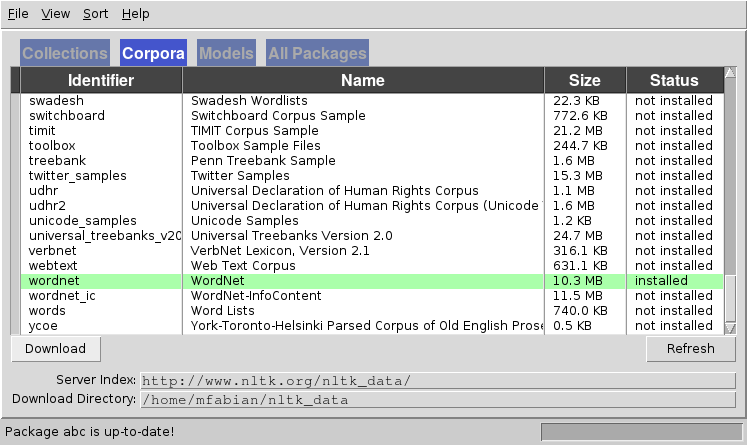 File View Sort Help
Collections Corpora Models All Packages
Identifier Name Size Status
swadesh Swadesh Wordlists 22.3 KB not installed
switchboard Switchboard Corpus Sample 772.6 KB not installed
timit TIMIT Corpus Sample 21.2 MB not installed
toolbox Toolbox Sample Files 244.7 KB not installed
treebank Penn Treebank Sample 1.6 MB not installed
twitter_samples Twitter Samples 15.3 MB not installed
udhr Universal Declaration of Human Rights Corpus 1.1 MB not installed
udhr2 Universal Declaration of Human Rights Corpus (Unicode 1.6 MB not installed
unicode_samples Unicode Samples 1.2 KB not installed
universal_treebanks_v20 Universal Treebanks Version 2.0 24.7 MB not installed
verbnet VerbNet Lexicon, Version 2.1 316.1 KB not installed
webtext Web Text Corpus 631.1 KB not installed
wordnet WordNet 10.3 MB installed
wordnet_ic WordNet-InfoContent 11.5 MB not installed
words Word Lists 740.0 KB not installed
ycoe York-Toronto-Helsinki Parsed Corpus of Old English Prose 0.5 KB not installed
Download Refresh
Server Index: http://www.nltk.org/nltk_data/
Download Directory: /home/mfabian/nltk_data
Package abc is up-to-date!